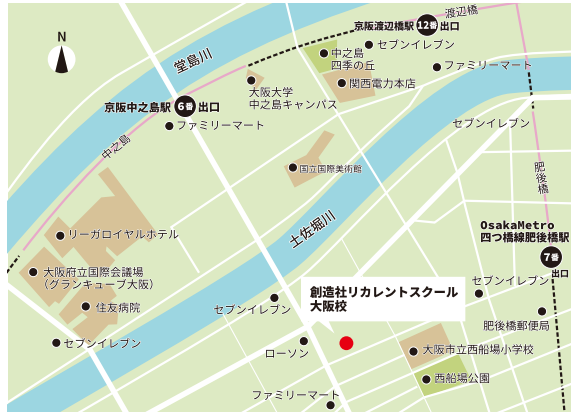 渡辺橋
京阪渡辺橋駅 12番 出口
N
セブンイレブン
堂島川
中之島
四季の丘
ファミリーマート
関西電力本店
大阪大学
中之島キャンパス
京阪中之島駅 6番 出口
ファミリーマート
セブンイレブン
中之島
国立国際美術館
肥後橋
土佐堀川
OsakaMetro
四つ橋線肥後橋駅
7番
出口
リーガロイヤルホテル
大阪府立国際会議場
（グランキューブ大阪）
セブンイレブン
創造社リカレントスクール
大阪校
住友病院
セブンイレブン
肥後橋郵便局
セブンイレブン
ローソン
大阪市立西船場小学校
西船場公園
ファミリーマート